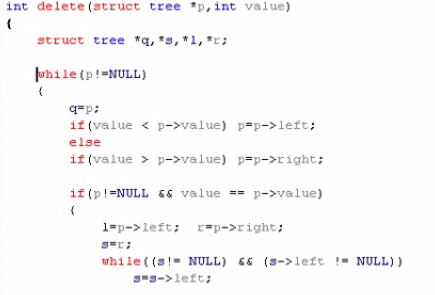 int delete(struct tree *p,int value)
{
struct tree *q,*s,*l,*r;
while(p!=NULL)
{
q=p;
if(value < p->value) p=p->left;
else
if(value > p->value) p=p->right;
if(p!=NULL && value == p->value)
{
l=p->left; r=p->right;
s=r;
while((s!= NULL) && (s->left != NULL))
s=s->left;